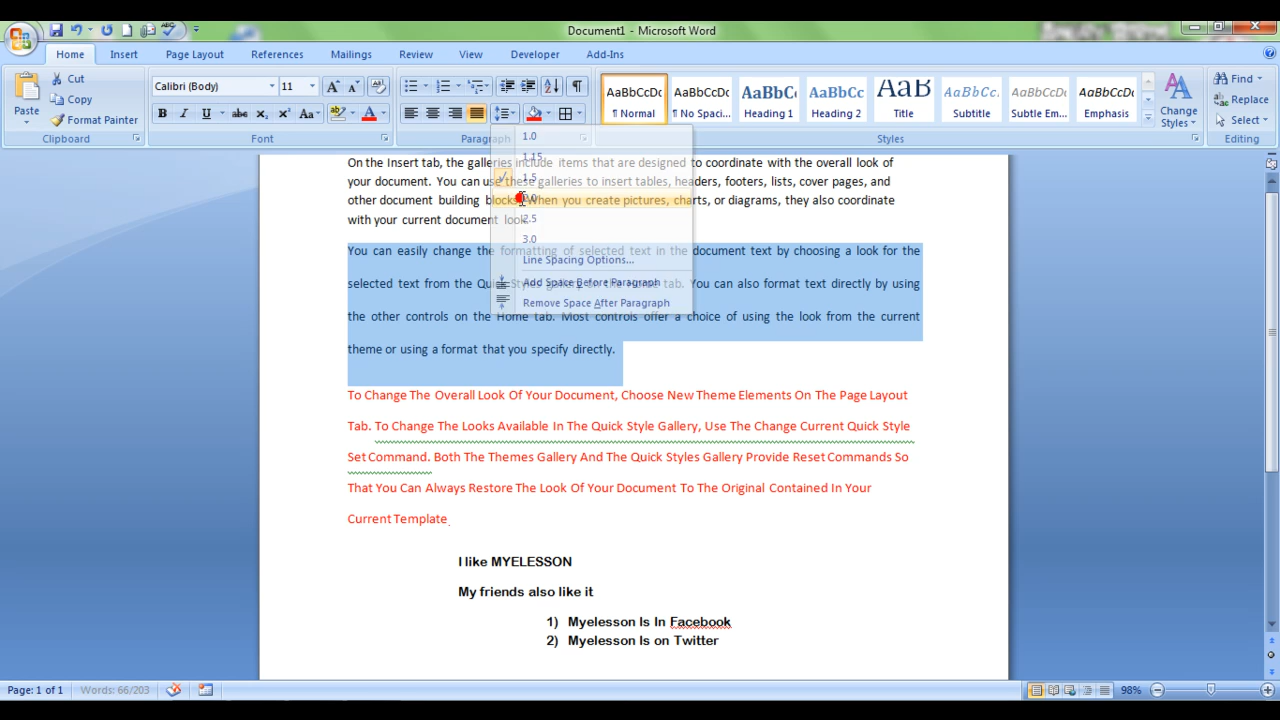 Document1 - Microsoft Word
Home Insert Page Layout References Mailings Review View Developer Add-Ins
Paste
Cut
Copy
Format Painter
Clipboard
Calibri (Body) 11
Font
Paragraph
AaBbCcDc AaBbCcDc AaBbCc AaBbCc AaB AaBbCc. AaBbCcDc AaBbCcDc
¶ Normal ¶ No Spaci... Heading 1 Heading 2 Title Subtitle Subtle Em... Emphasis
Change Styles
Styles
Find
Replace
Select
Editing
1.0
1.15
1.5
2.5
3.0
Line Spacing Options...
Add Space Before Paragraph
Remove Space After Paragraph
On the Insert tab, the galleries include items that are designed to coordinate with the overall look of
your document. You can use these galleries to insert tables, headers, footers, lists, cover pages, and
other document building blocks. When you create pictures, charts, or diagrams, they also coordinate
with your current document look.
You can easily change the formatting of selected text in the document text by choosing a look for the
selected text from the Quick Styles gallery on the Home tab. You can also format text directly by using
the other controls on the Home tab. Most controls offer a choice of using the look from the current
theme or using a format that you specify directly.
To Change The Overall Look Of Your Document, Choose New Theme Elements On The Page Layout
Tab. To Change The Looks Available In The Quick Style Gallery, Use The Change Current Quick Style
Set Command. Both The Themes Gallery And The Quick Styles Gallery Provide Reset Commands So
That You Can Always Restore The Look Of Your Document To The Original Contained In Your
Current Template.
I like MYELESSON
My friends also like it
1) Myelesson Is In Facebook
2) Myelesson Is on Twitter
Page: 1 of 1 Words: 66/203 98%